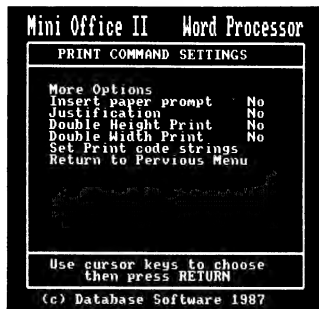 Mini Office II Word Processor
PRINT COMMAND SETTINGS
More Options
Insert paper prompt No
Justification No
Double Height Print No
Double Width Print No
Set Print code strings
Return to Pervious Menu
Use cursor keys to choose
then press RETURN
(c) Database Software 1987